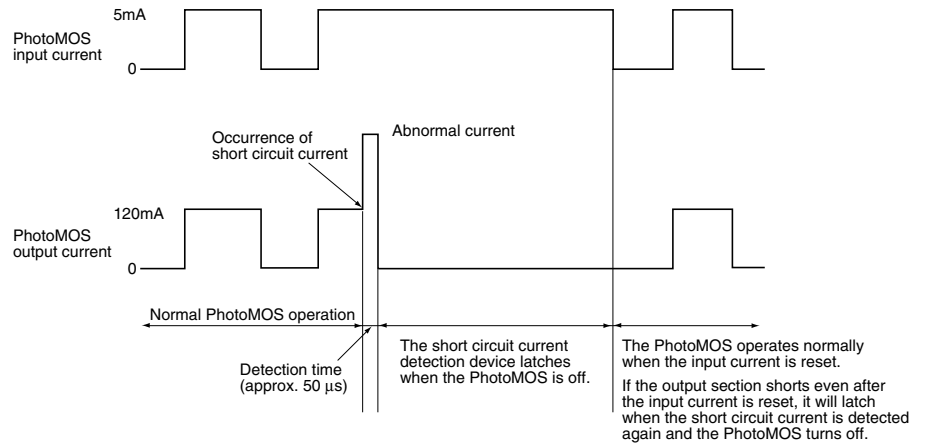 5mA
PhotoMOS
input current
0
Occurrence of
short circuit current
Abnormal current
120mA
PhotoMOS
output current
0
Normal PhotoMOS operation
Detection time
(approx. 50 µs)
The short circuit current
detection device latches
when the PhotoMOS is off.
The PhotoMOS operates normally
when the input current is reset.
If the output section shorts even after
the input current is reset, it will latch
when the short circuit current is detected
again and the PhotoMOS turns off.